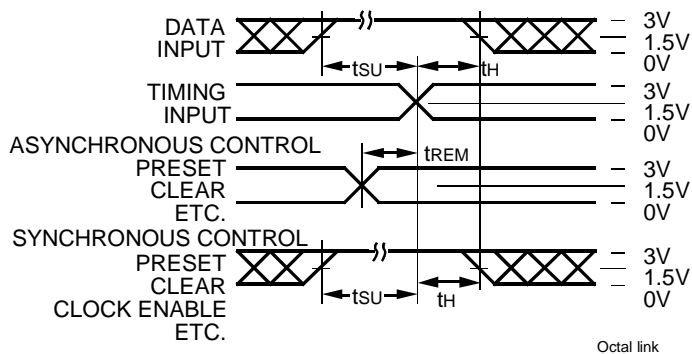 DATA
INPUT
3V
1.5V
0V
tSU
tH
TIMING
INPUT
3V
1.5V
0V
ASYNCHRONOUS CONTROL
PRESET
CLEAR
ETC.
tREM
3V
1.5V
0V
SYNCHRONOUS CONTROL
PRESET
CLEAR
CLOCK ENABLE
ETC.
tSU
tH
3V
1.5V
0V
Octal link